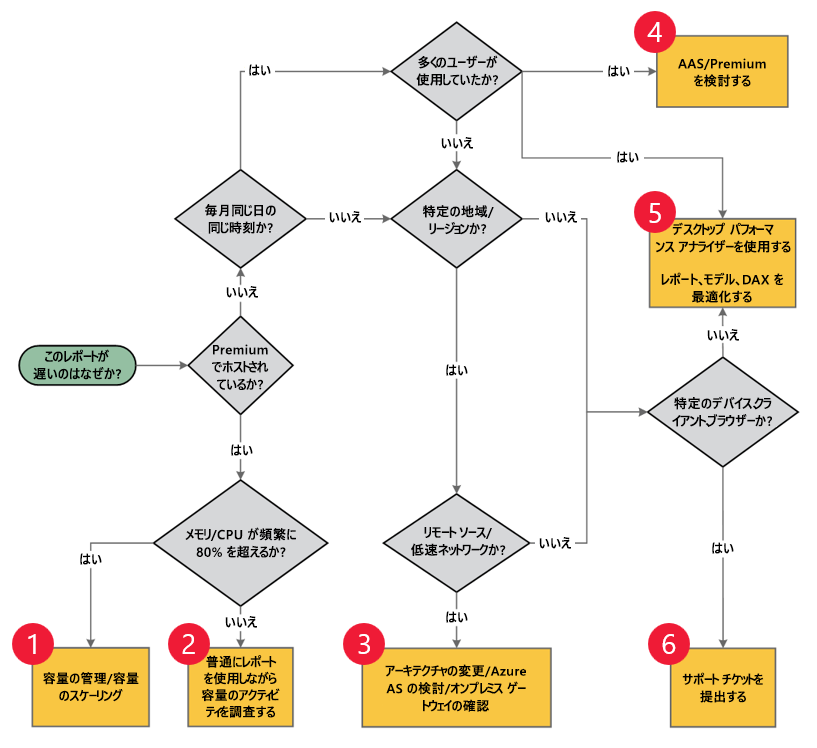 4
多くのユーザーが
使用していたか?
はい
はい
AAS/Premium
を検討する
いいえ
はい
毎月同じ日の
同じ時刻か?
いいえ
特定の地域/
リージョンか?
いいえ
5
デスクトップ パフォーマ
ンス アナライザーを使用する
レポート、モデル、DAX を
最適化する
いいえ
いいえ
このレポートが
遅いのはなぜか?
Premium
でホストされ
ているか?
はい
特定のデバイス、クラ
イアント、ブラウザーか?
はい
メモリ/CPU が頻繁に
80% を超えるか?
リモート ソース/
低速ネットワークか?
いいえ
はい
はい
いいえ
はい
1
容量の管理/容量
のスケーリング
2
普通にレポート
を使用しながら
容量のアクティビ
ティを調査する
3
アーキテクチャの変更/Azure
AS の検討/オンプレミス ゲー
トウェイの確認
6
サポート チケットを
提出する